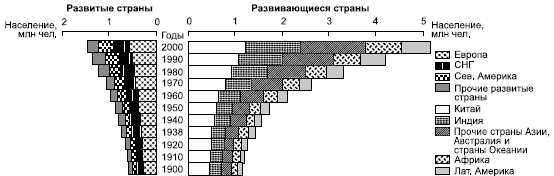 Развитые страны
Развивающиеся страны
Население,
млн чел,
2 1 0
Годы
0 1 2 3 4 5
Население,
млн чел,
2000
1990
1980
1970
1960
1950
1940
1938
1920
1910
1900
Европа
СНГ
Сев, Америка
Прочие развитые
страны
Китай
Индия
Прочие страны Азии,
Австралия и
страны Океании
Африка
Лат, Америка